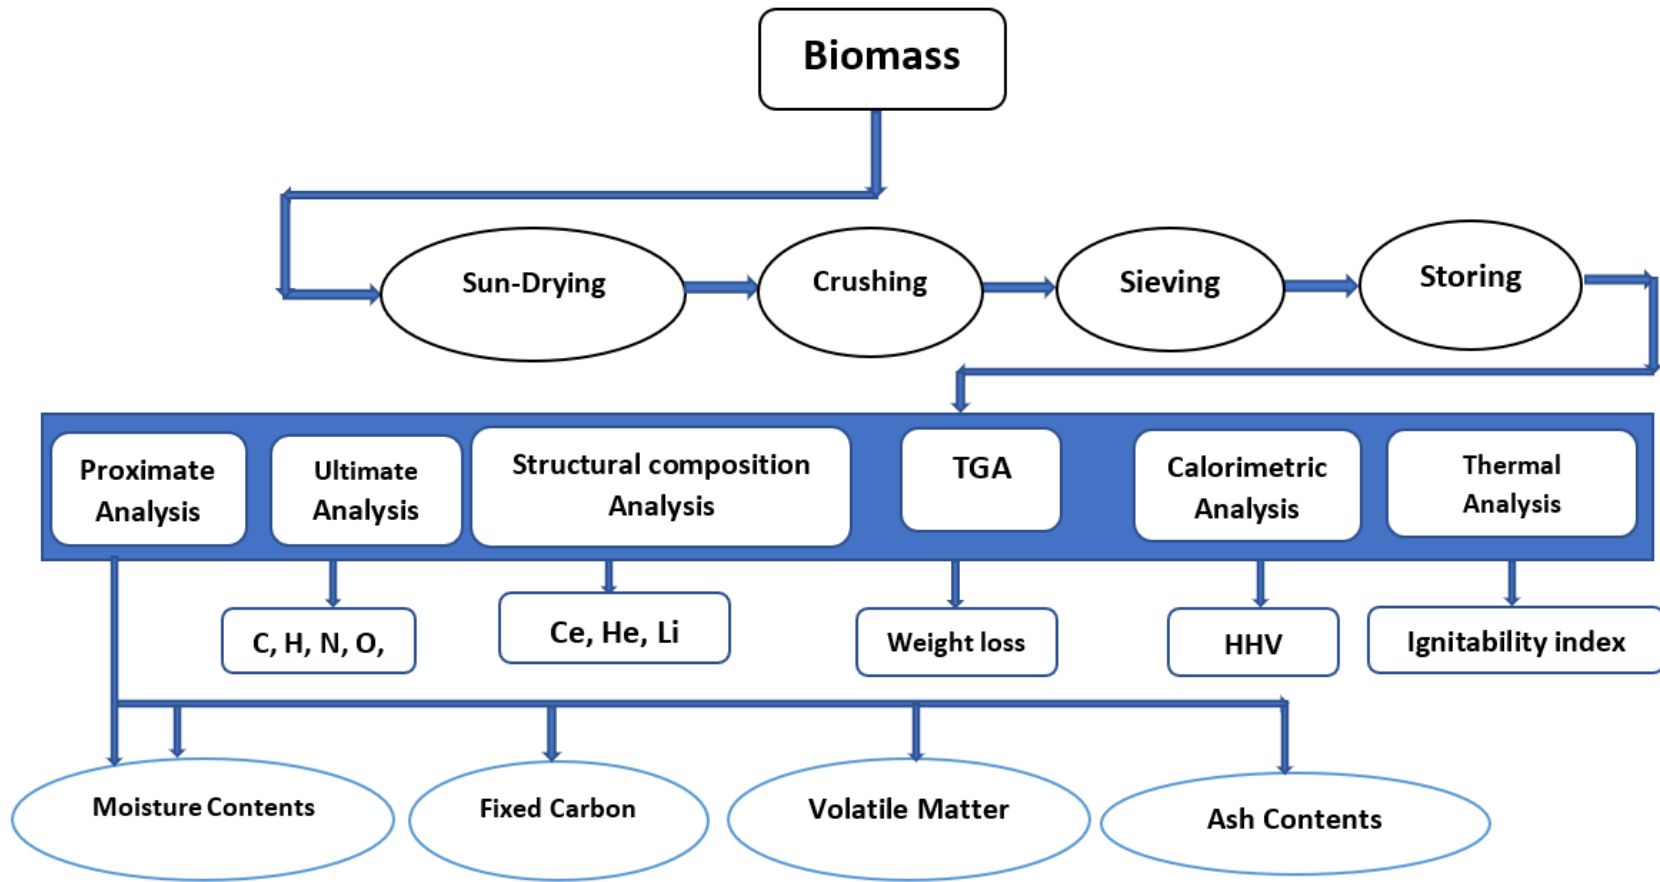 Biomass
Sun-Drying
Crushing
Sieving
Storing
Proximate
Analysis
Ultimate
Analysis
Structural composition
Analysis
TGA
Calorimetric
Analysis
Thermal
Analysis
C, H, N, O,
Ce, He, Li
Weight loss
HHV
Ignitability index
Moisture Contents
Fixed Carbon
Volatile Matter
Ash Contents